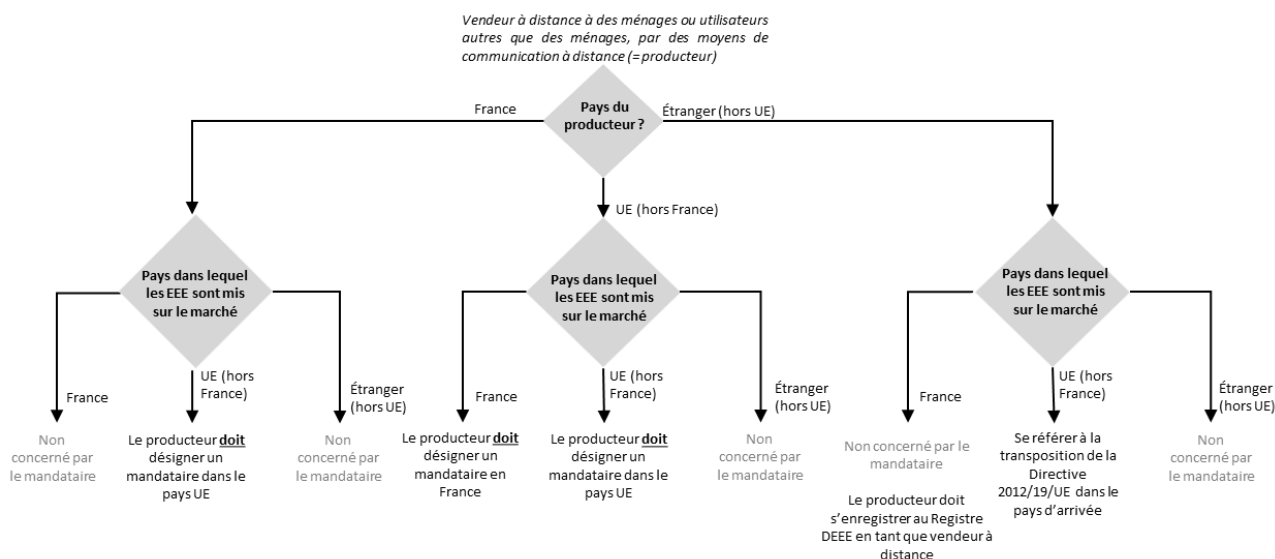 Vendeur à distance à des ménages ou utilisateurs
autres que des ménages, par des moyens de
communication à distance (=producteur)
Pays du
producteur ?
France
Étranger (hors UE)
UE (hors France)
Pays dans lequel
les EEE sont mis
sur le marché
France
UE (hors
France)
Étranger
(hors UE)
Non
concerné par
le mandataire
Le producteur doit
désigner un
mandataire dans le
pays UE
Non
concerné par
le mandataire
Pays dans lequel
les EEE sont mis
sur le marché
France
UE (hors
France)
Étranger
(hors UE)
Le producteur doit
désigner un
mandataire en
France
Le producteur doit
désigner un
mandataire dans le
pays UE
Non
concerné par
le mandataire
Pays dans lequel
les EEE sont mis
sur le marché
France
UE (hors
France)
Étranger
(hors UE)
Non concerné par le
mandataire
Le producteur doit
s’enregistrer au Registre
DEEE en tant que vendeur à
distance
Se référer à la
transposition de la
Directive
2012/19/UE dans le
pays d’arrivée
Non
concerné par
le mandataire